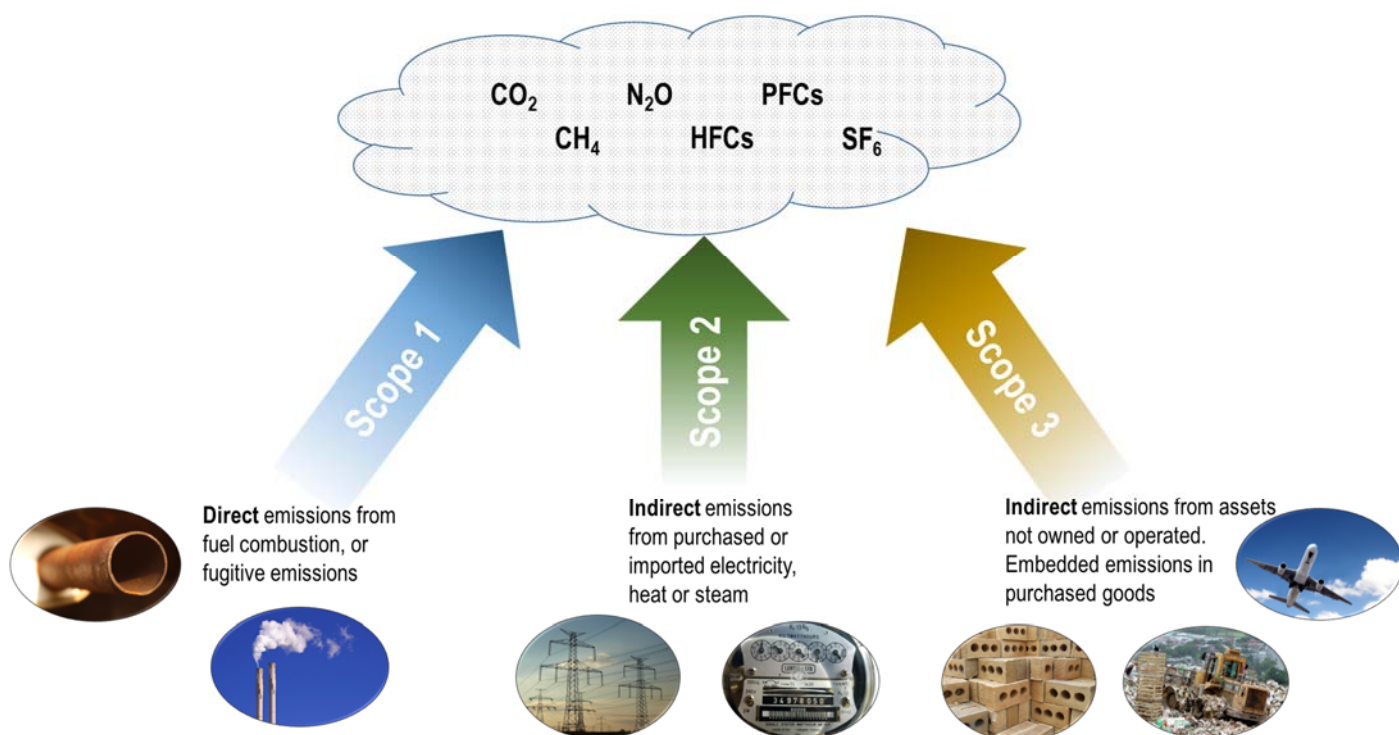 CO₂ N₂O PFCs
CH₄ HFCs SF₆
Scope 1
Scope 2
Scope 3
Direct emissions from
fuel combustion, or
fugitive emissions
Indirect emissions
from purchased or
imported electricity,
heat or steam
Indirect emissions from assets
not owned or operated.
Embedded emissions in
purchased goods